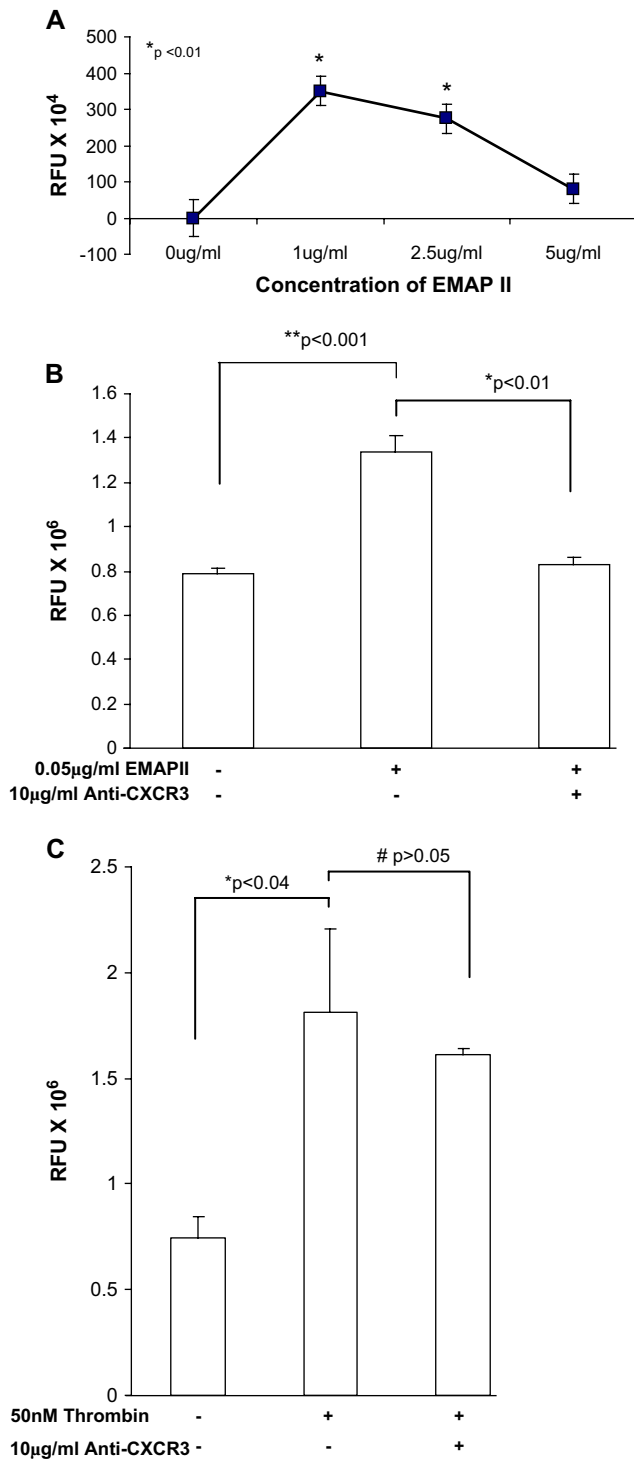 A
500
*p <0.01
400
*
*
300
200
100
0
-100
RFU X 10⁴
0ug/ml 1ug/ml 2.5ug/ml 5ug/ml
Concentration of EMAP II
**p<0.001
B
*p<0.01
1.6
1.4
1.2
1
0.8
0.6
0.4
0.2
0
RFU X 10⁶
0.05µg/ml EMAPII - + +
10µg/ml Anti-CXCR3 - - +
C
# p>0.05
2.5
*p<0.04
2
1.5
1
0.5
0
RFU X 10⁶
50nM Thrombin - + +
10µg/ml Anti-CXCR3 - - +